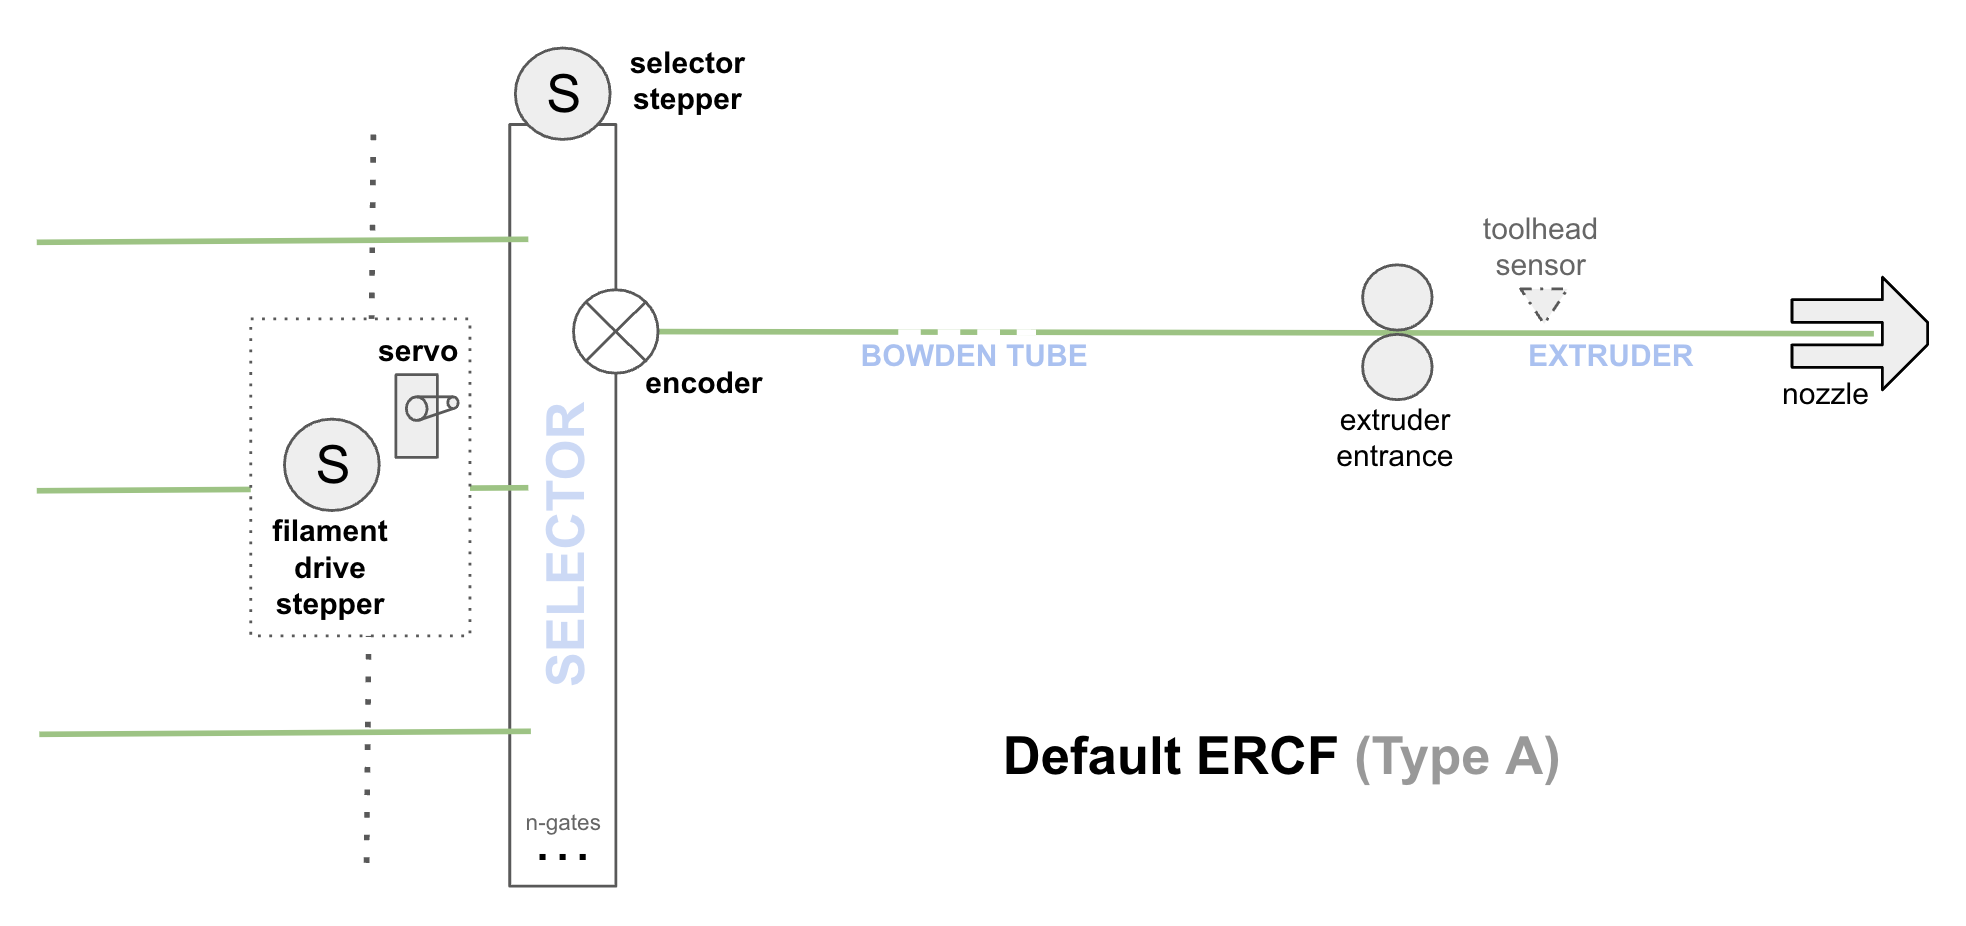 S
selector
stepper
toolhead
sensor
servo
encoder
BOWDEN TUBE
EXTRUDER
nozzle
extruder
entrance
S
filament
drive
stepper
SELECTOR
Default ERCF (Type A)
n-gates
...